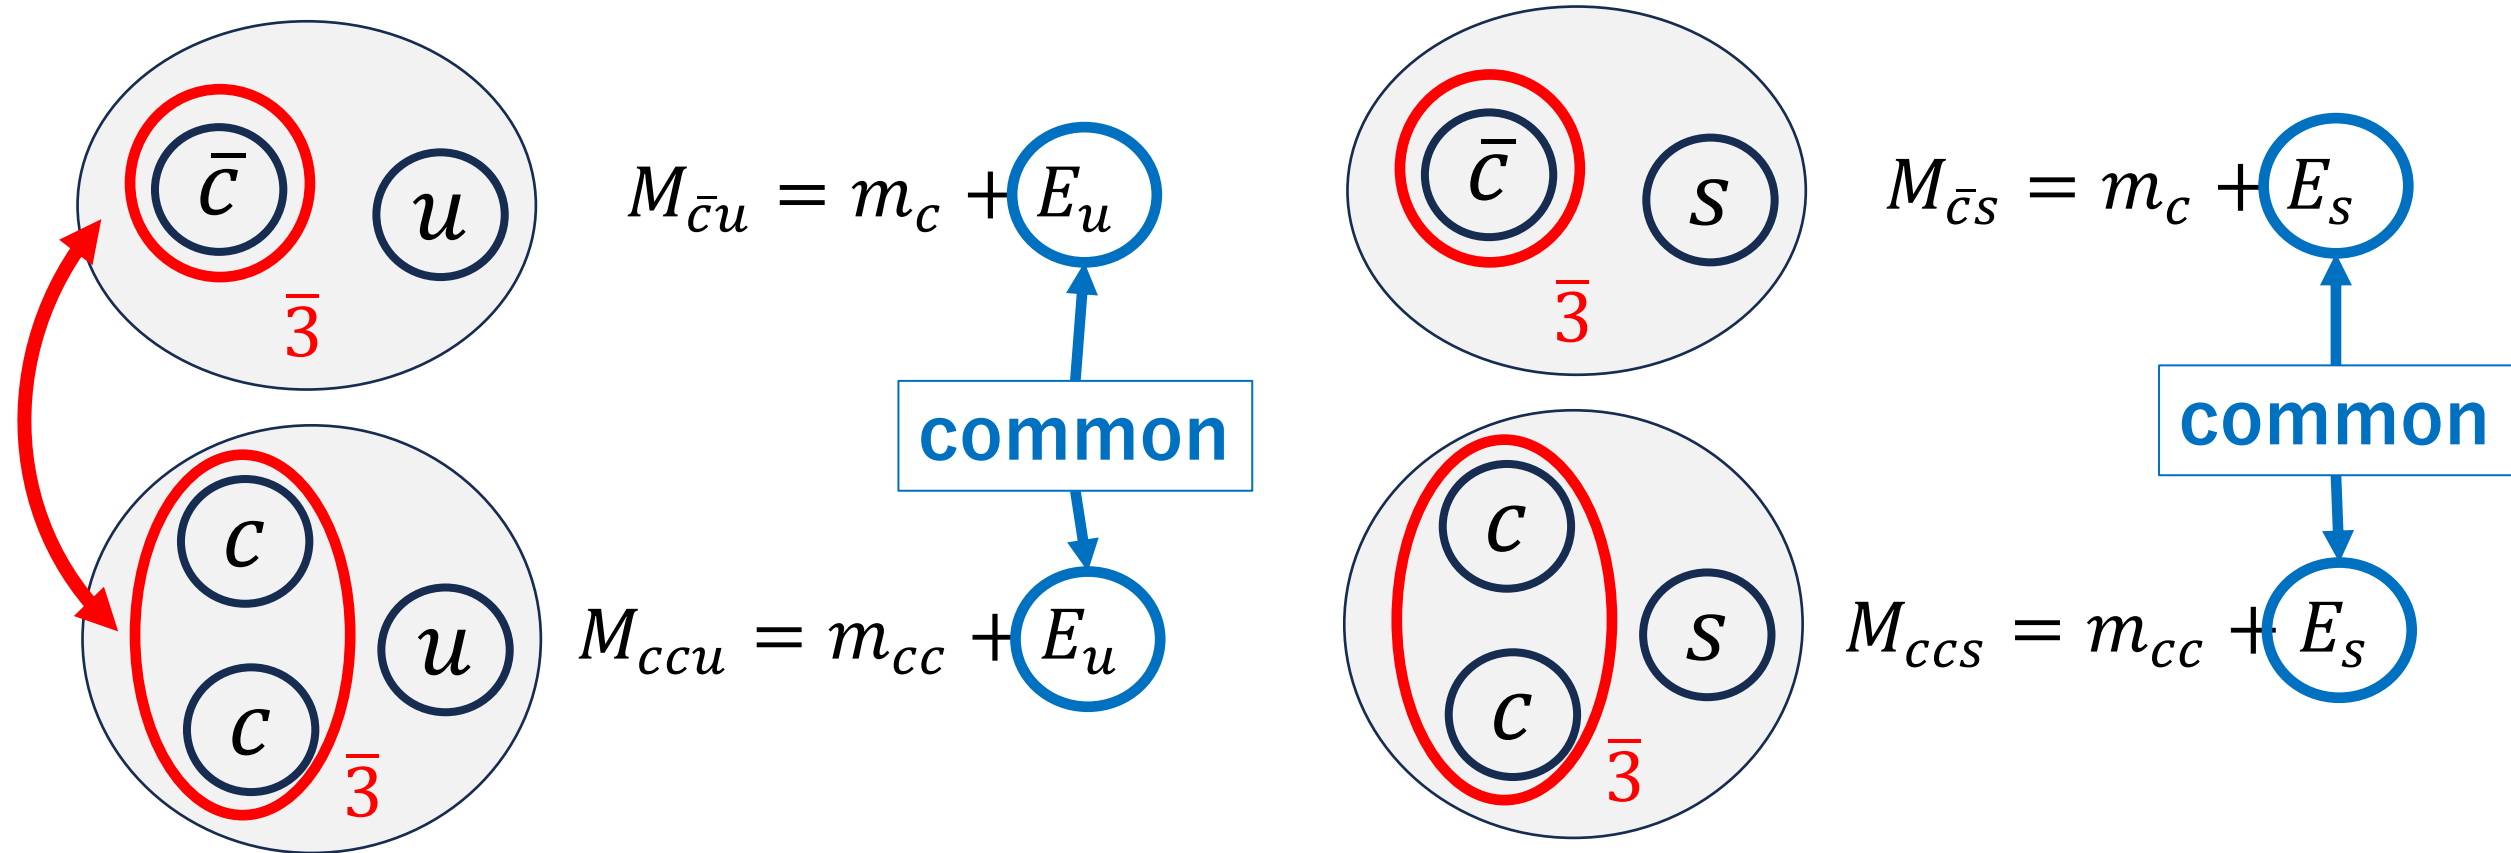 c̄
u
3̄
M_{c̄u} = m_c + E_u
common
c
c
u
3̄
M_{ccu} = m_{cc} + E_u
c̄
s
3̄
M_{c̄s} = m_c + E_s
common
c
c
s
3̄
M_{ccs} = m_{cc} + E_s